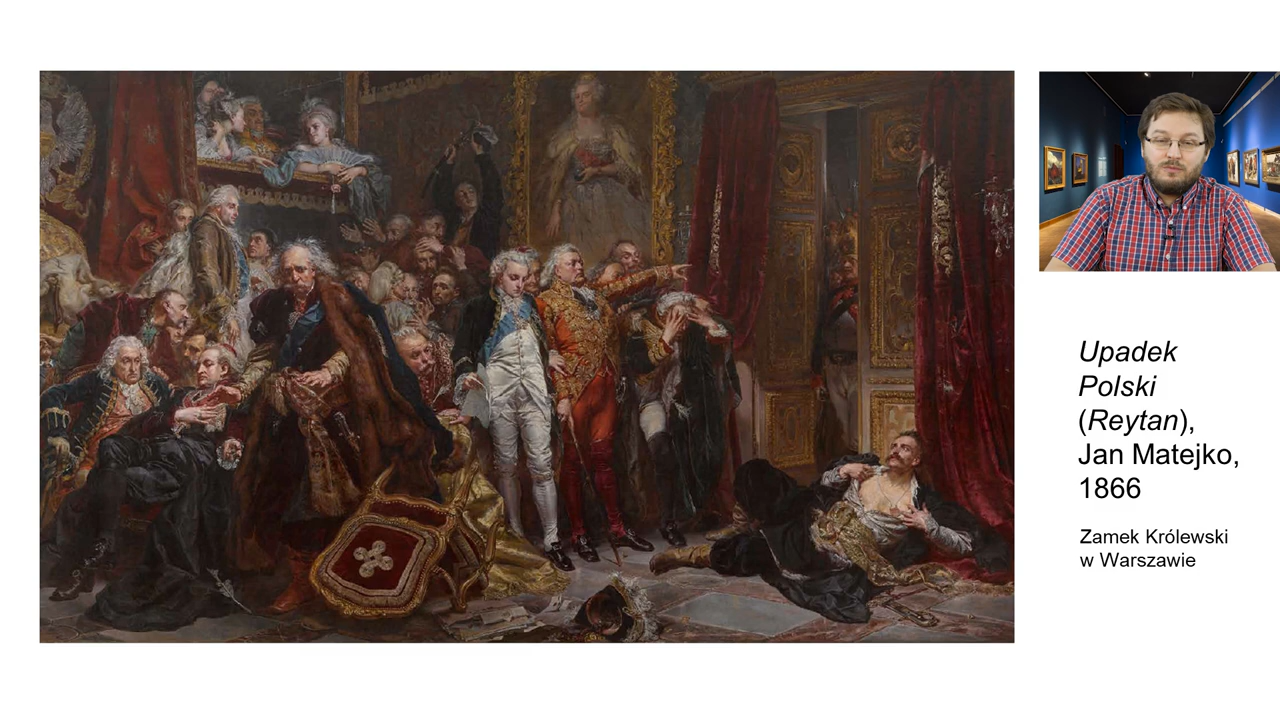 Upadek
Polski
(Reytan),
Jan Matejko,
1866
Zamek Królewski
w Warszawie